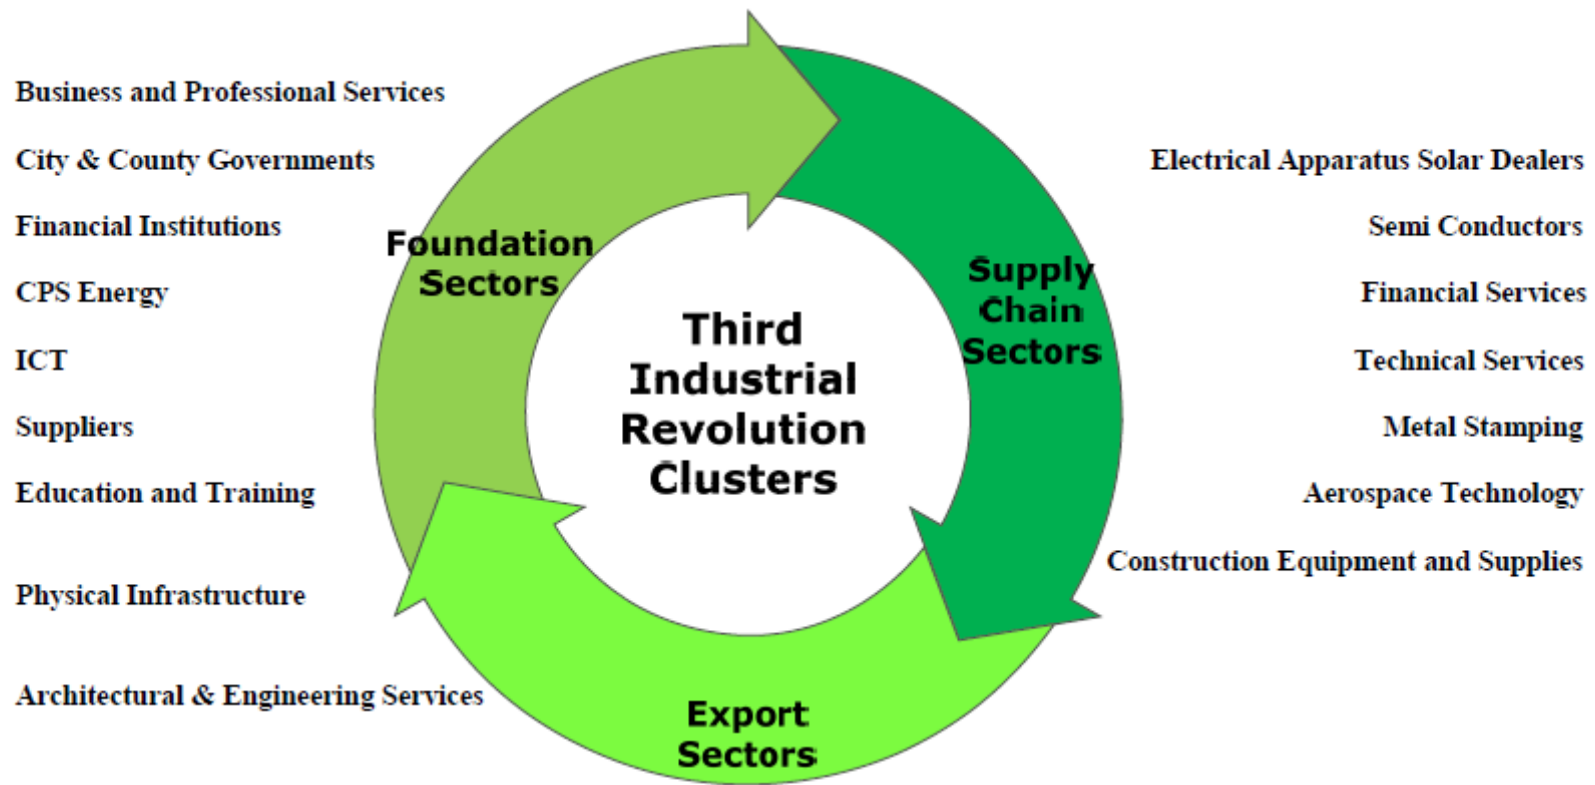 Business and Professional Services
City & County Governments
Financial Institutions
CPS Energy
ICT
Suppliers
Education and Training
Physical Infrastructure
Architectural & Engineering Services
Foundation
Sectors
Third
Industrial
Revolution
Clusters
Supply
Chain
Sectors
Export
Sectors
Electrical Apparatus Solar Dealers
Semi Conductors
Financial Services
Technical Services
Metal Stamping
Aerospace Technology
Construction Equipment and Supplies